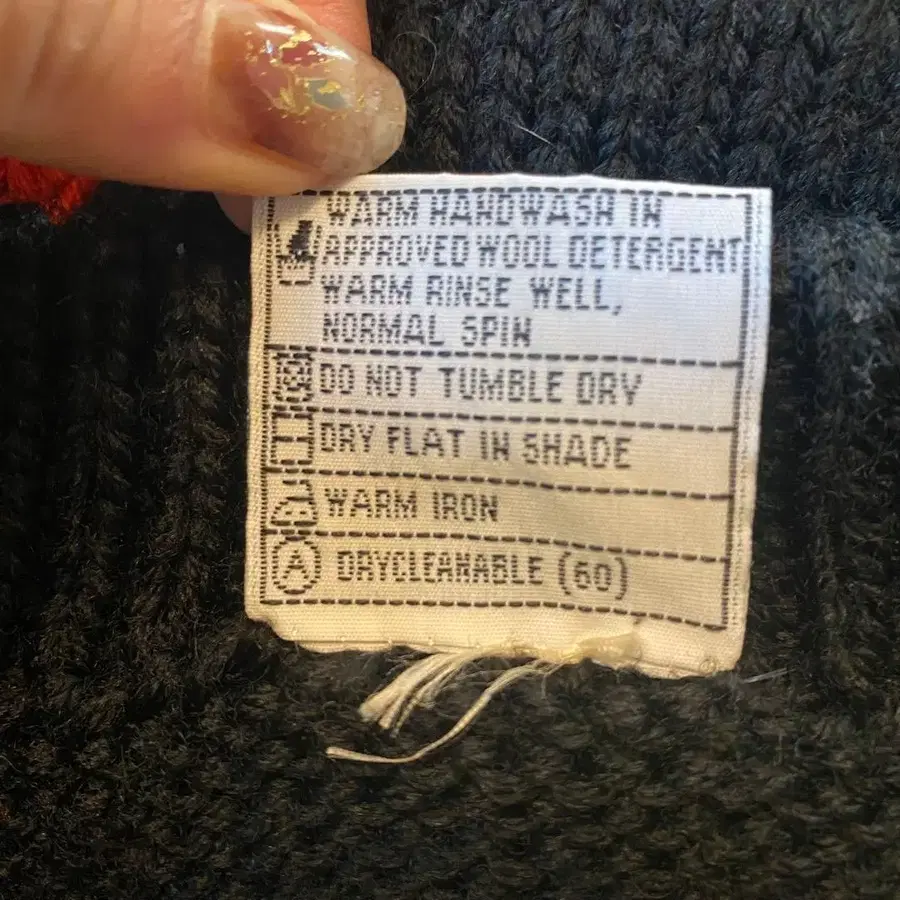 WARM HANDWASH IN
APPROVED WOOL DETERGENT
WARM RINSE WELL,
NORMAL SPIN
DO NOT TUMBLE DRY
DRY FLAT IN SHADE
WARM IRON
A DRYCLEANABLE (60)